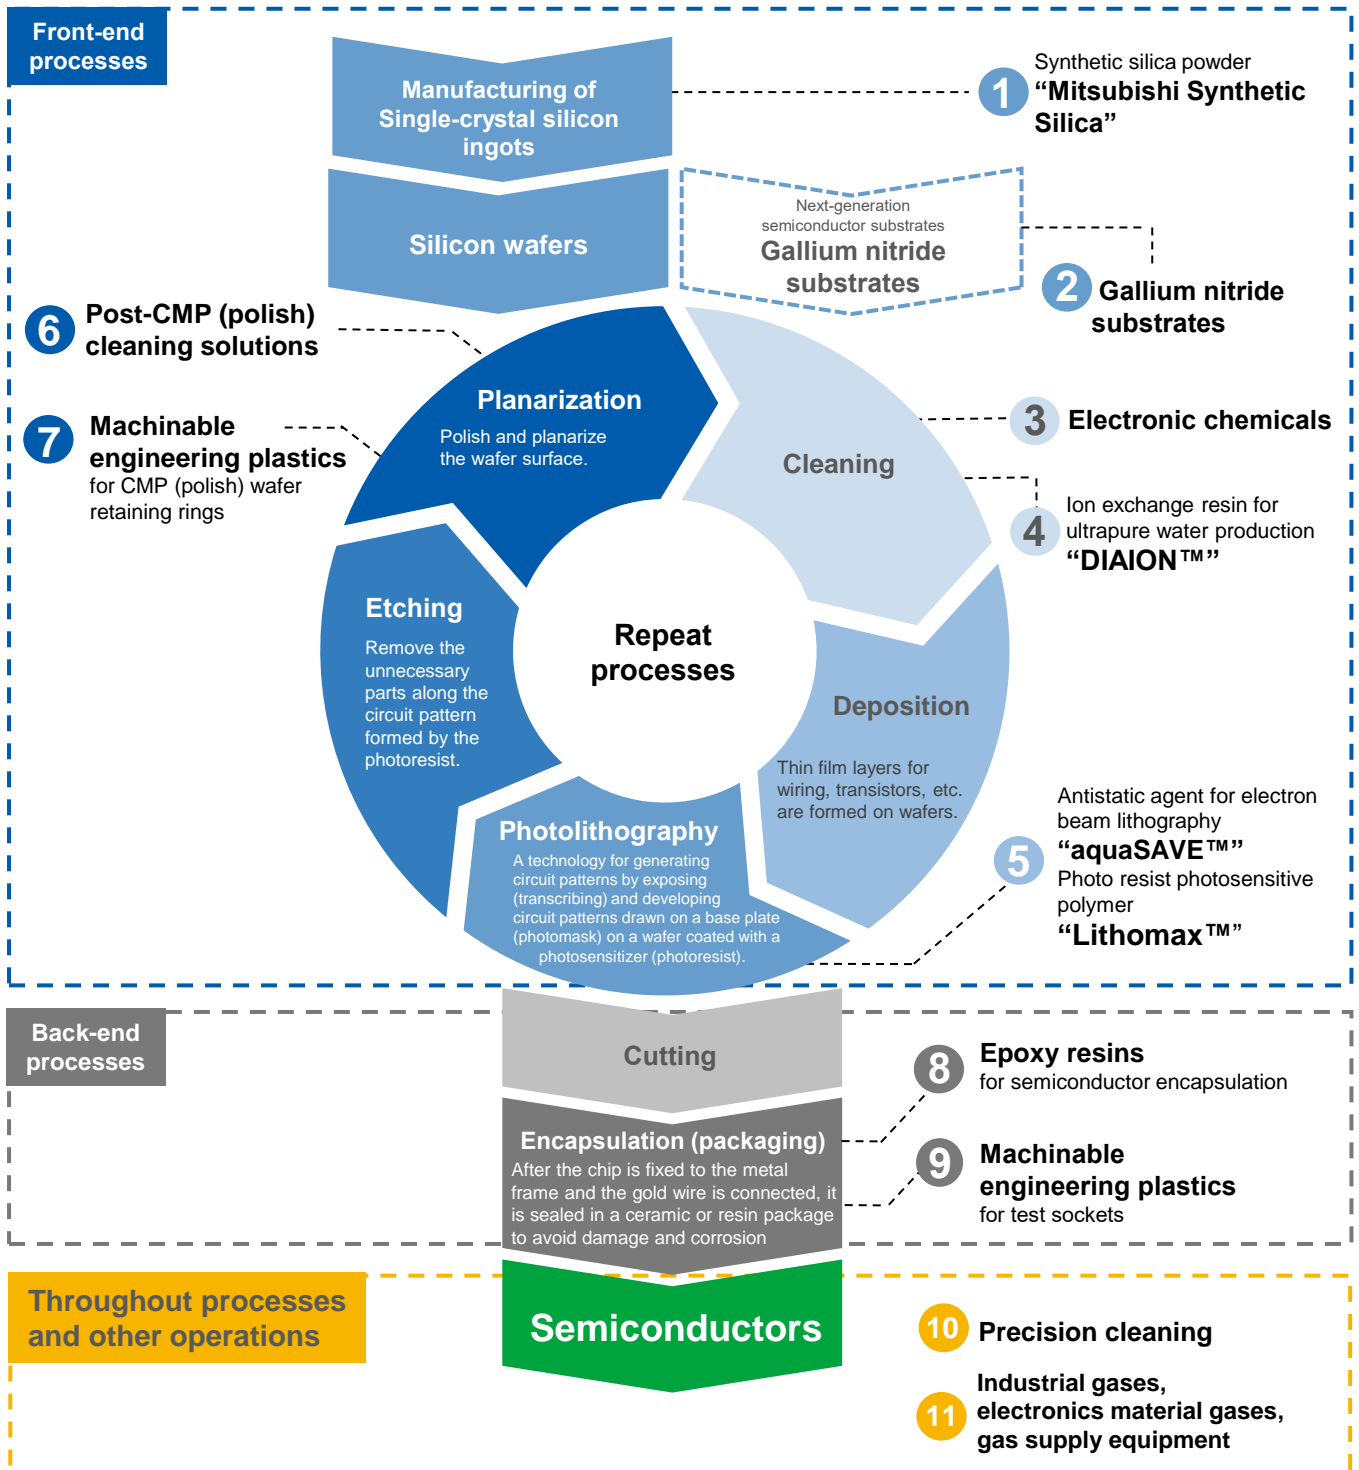 Front-end
processes
Manufacturing of
Single-crystal silicon
ingots
1
Synthetic silica powder
“Mitsubishi Synthetic
Silica”
Silicon wafers
Next-generation
semiconductor substrates
Gallium nitride
substrates
2
Gallium nitride
substrates
6
Post-CMP (polish)
cleaning solutions
7
Machinable
engineering plastics
for CMP (polish) wafer
retaining rings
Planarization
Polish and planarize
the wafer surface.
Cleaning
3
Electronic chemicals
4
Ion exchange resin for
ultrapure water production
“DIAION™”
Etching
Remove the
unnecessary
parts along the
circuit pattern
formed by the
photoresist.
Repeat
processes
Deposition
Thin film layers for
wiring, transistors, etc.
are formed on wafers.
Photolithography
A technology for generating
circuit patterns by exposing
(transcribing) and developing
circuit patterns drawn on a base plate
(photomask) on a wafer coated with a
photosensitizer (photoresist).
5
Antistatic agent for electron
beam lithography
“aquaSAVE™”
Photo resist photosensitive
polymer
“Lithomax™”
Back-end
processes
Cutting
8
Epoxy resins
for semiconductor encapsulation
Encapsulation (packaging)
After the chip is fixed to the metal
frame and the gold wire is connected, it
is sealed in a ceramic or resin package
to avoid damage and corrosion
9
Machinable
engineering plastics
for test sockets
Throughout processes
and other operations
Semiconductors
10
Precision cleaning
11
Industrial gases,
electronics material gases,
gas supply equipment